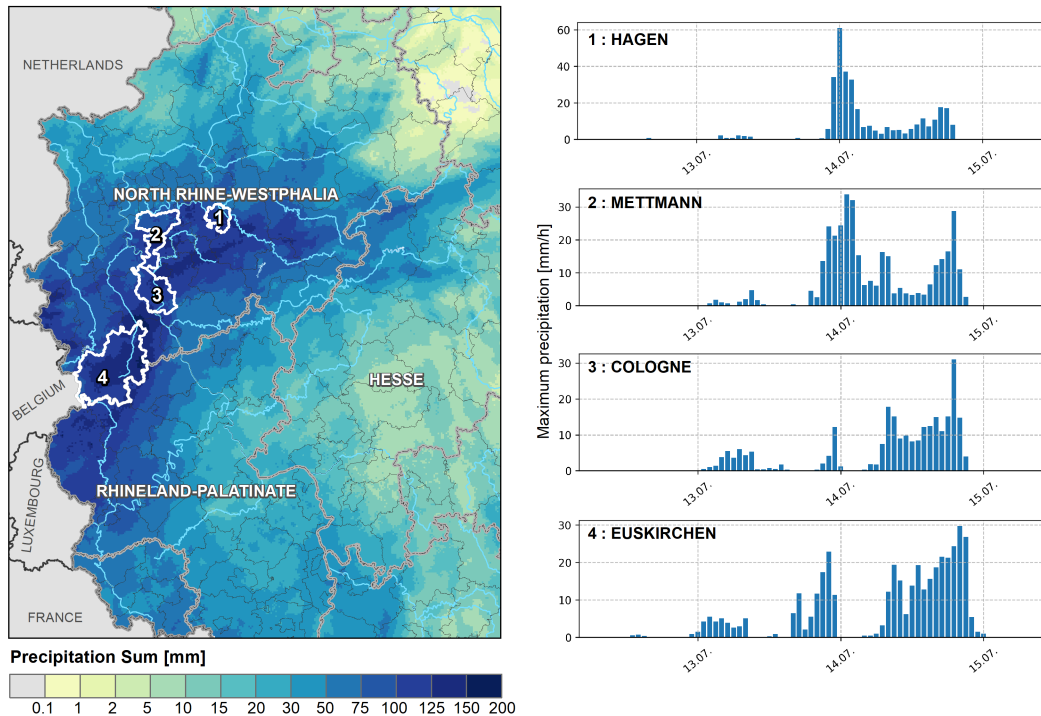 NETHERLANDS
NORTH RHINE-WESTPHALIA
1
2
3
4
BELGIUM
HESSE
LUXEMBOURG
RHINELAND-PALATINATE
FRANCE
Precipitation Sum [mm]
0.1 1 2 5 10 15 20 30 50 75 100 125 150 200
Maximum precipitation [mm/h]
1 : HAGEN
60
40
20
0
13.07. 14.07. 15.07.
2 : METTMANN
30
20
10
0
13.07. 14.07. 15.07.
3 : COLOGNE
30
20
10
0
13.07. 14.07. 15.07.
4 : EUSKIRCHEN
30
20
10
0
13.07. 14.07. 15.07.